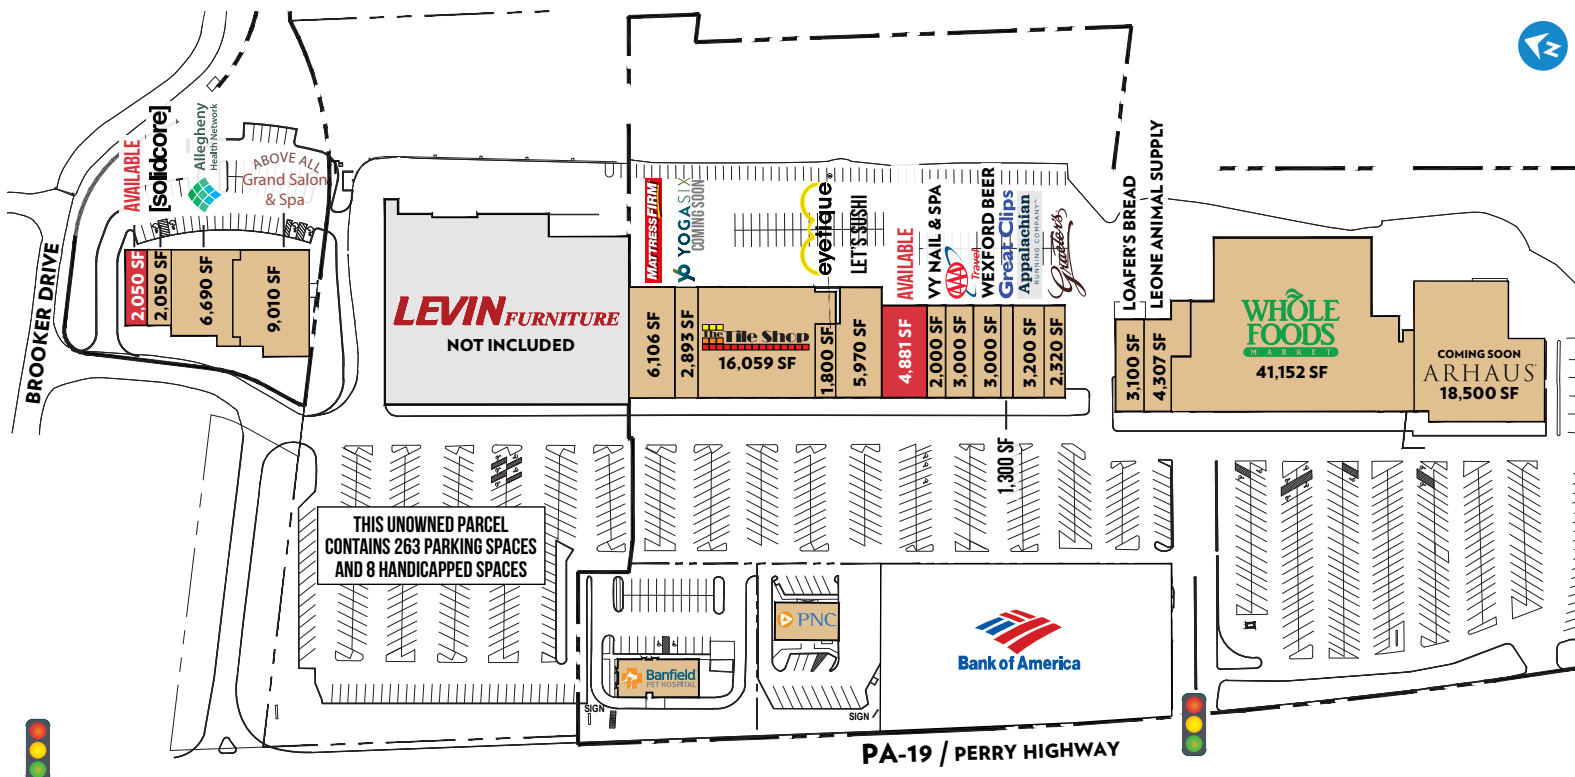 N
BROOKER DRIVE
AVAILABLE
[solidcore]
Allegheny
Health Network
ABOVE ALL
Grand Salon
& Spa
2,050 SF
2,050 SF
6,690 SF
9,010 SF
LEVIN FURNITURE
NOT INCLUDED
MATTRESSFIRM
Y6 YOGASIX
COMING SOON
eyetique
LET'S SUSHI
AVAILABLE
VY NAIL & SPA
AAA Travel
WEXFORD BEER
Great Clips
Appalachian
RUNNING COMPANY
Graeter's
LOAFER'S BREAD
LEONE ANIMAL SUPPLY
6,106 SF
2,893 SF
The Tile Shop
16,059 SF
1,800 SF
5,970 SF
4,881 SF
2,000 SF
3,000 SF
3,000 SF
1,300 SF
3,200 SF
2,320 SF
3,100 SF
4,307 SF
WHOLE
FOODS
MARKET
41,152 SF
COMING SOON
ARHAUS
18,500 SF
THIS UNOWNED PARCEL
CONTAINS 263 PARKING SPACES
AND 8 HANDICAPPED SPACES
Banfield
PET HOSPITAL
PNC
Bank of America
SIGN
SIGN
PA-19 / PERRY HIGHWAY